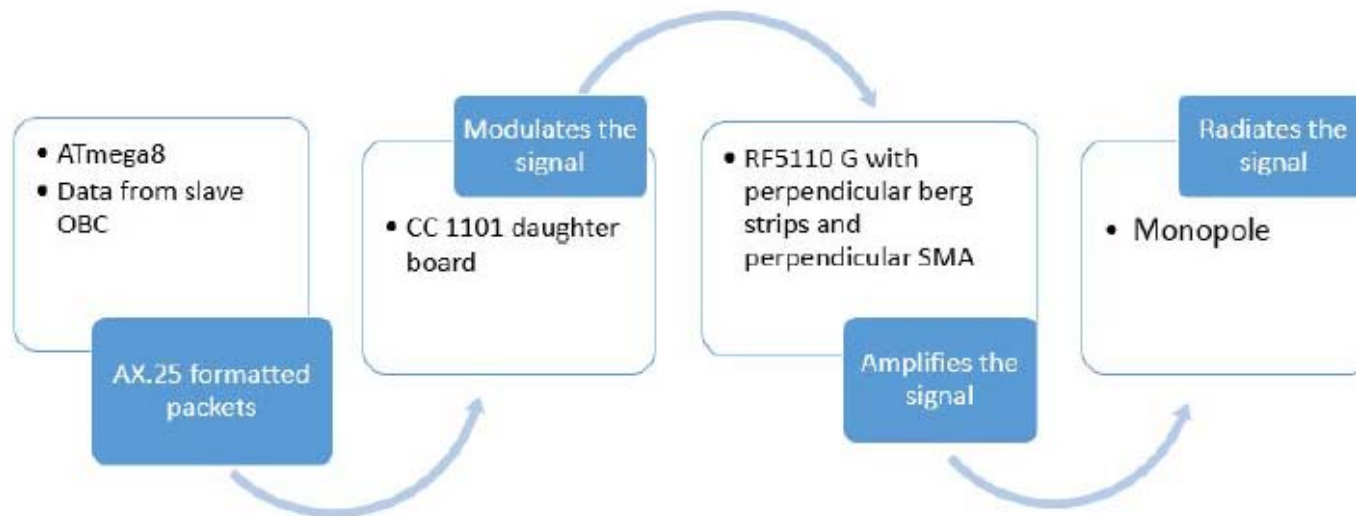 • ATmega8
• Data from slave
OBC
AX.25 formatted
packets
Modulates the
signal
• CC 1101 daughter
board
• RF5110 G with
perpendicular berg
strips and
perpendicular SMA
Amplifies the
signal
Radiates the
signal
• Monopole